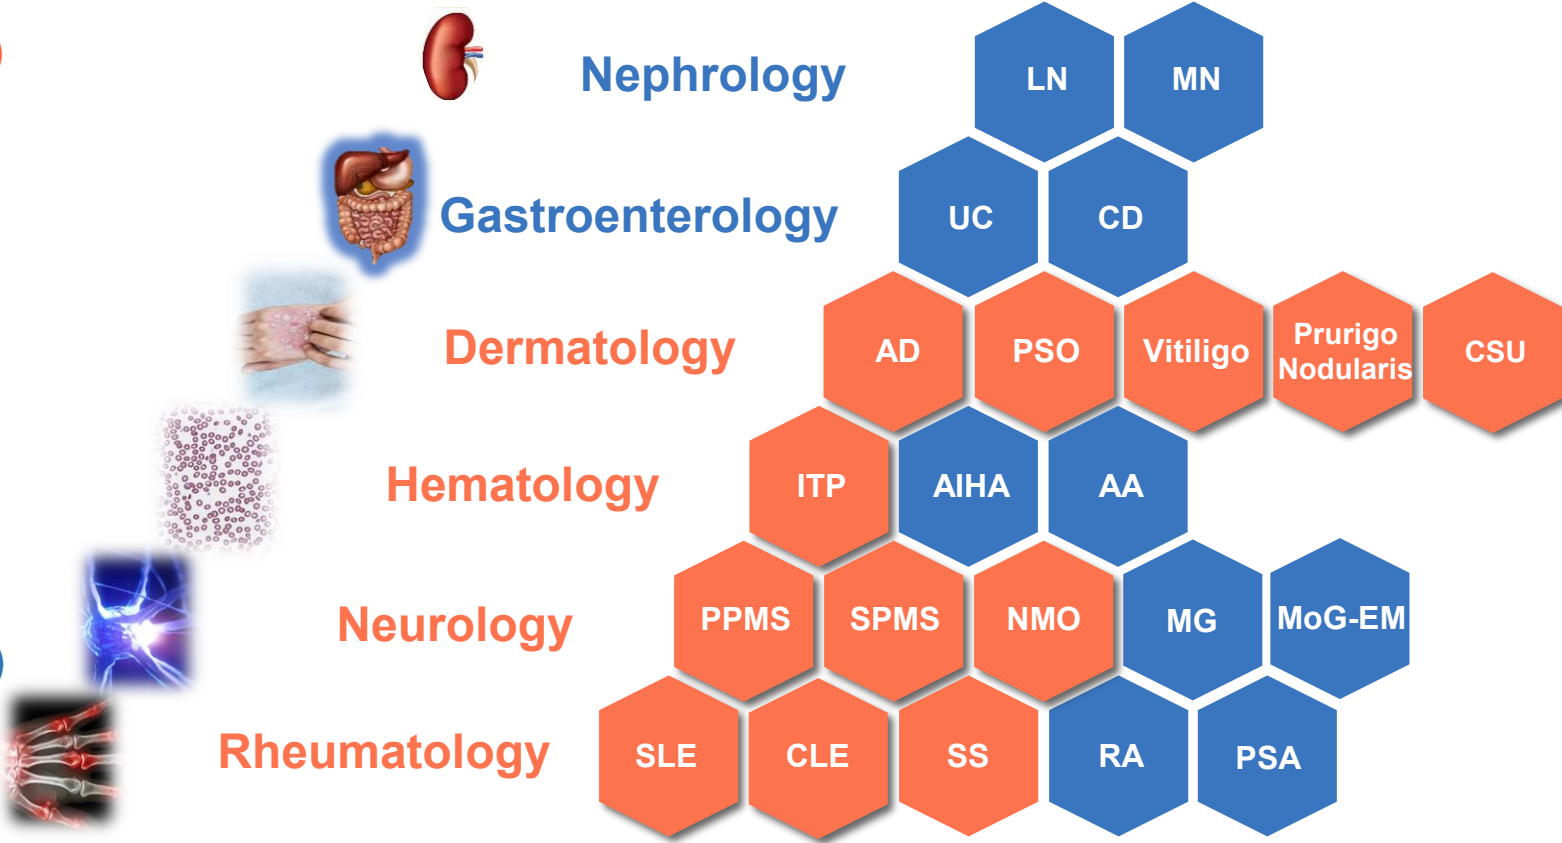 Nephrology
LN
MN
Gastroenterology
UC
CD
Dermatology
AD
PSO
Vitiligo
Prurigo
Nodularis
CSU
Hematology
ITP
AIHA
AA
Neurology
PPMS
SPMS
NMO
MG
MoG-EM
Rheumatology
SLE
CLE
SS
RA
PSA